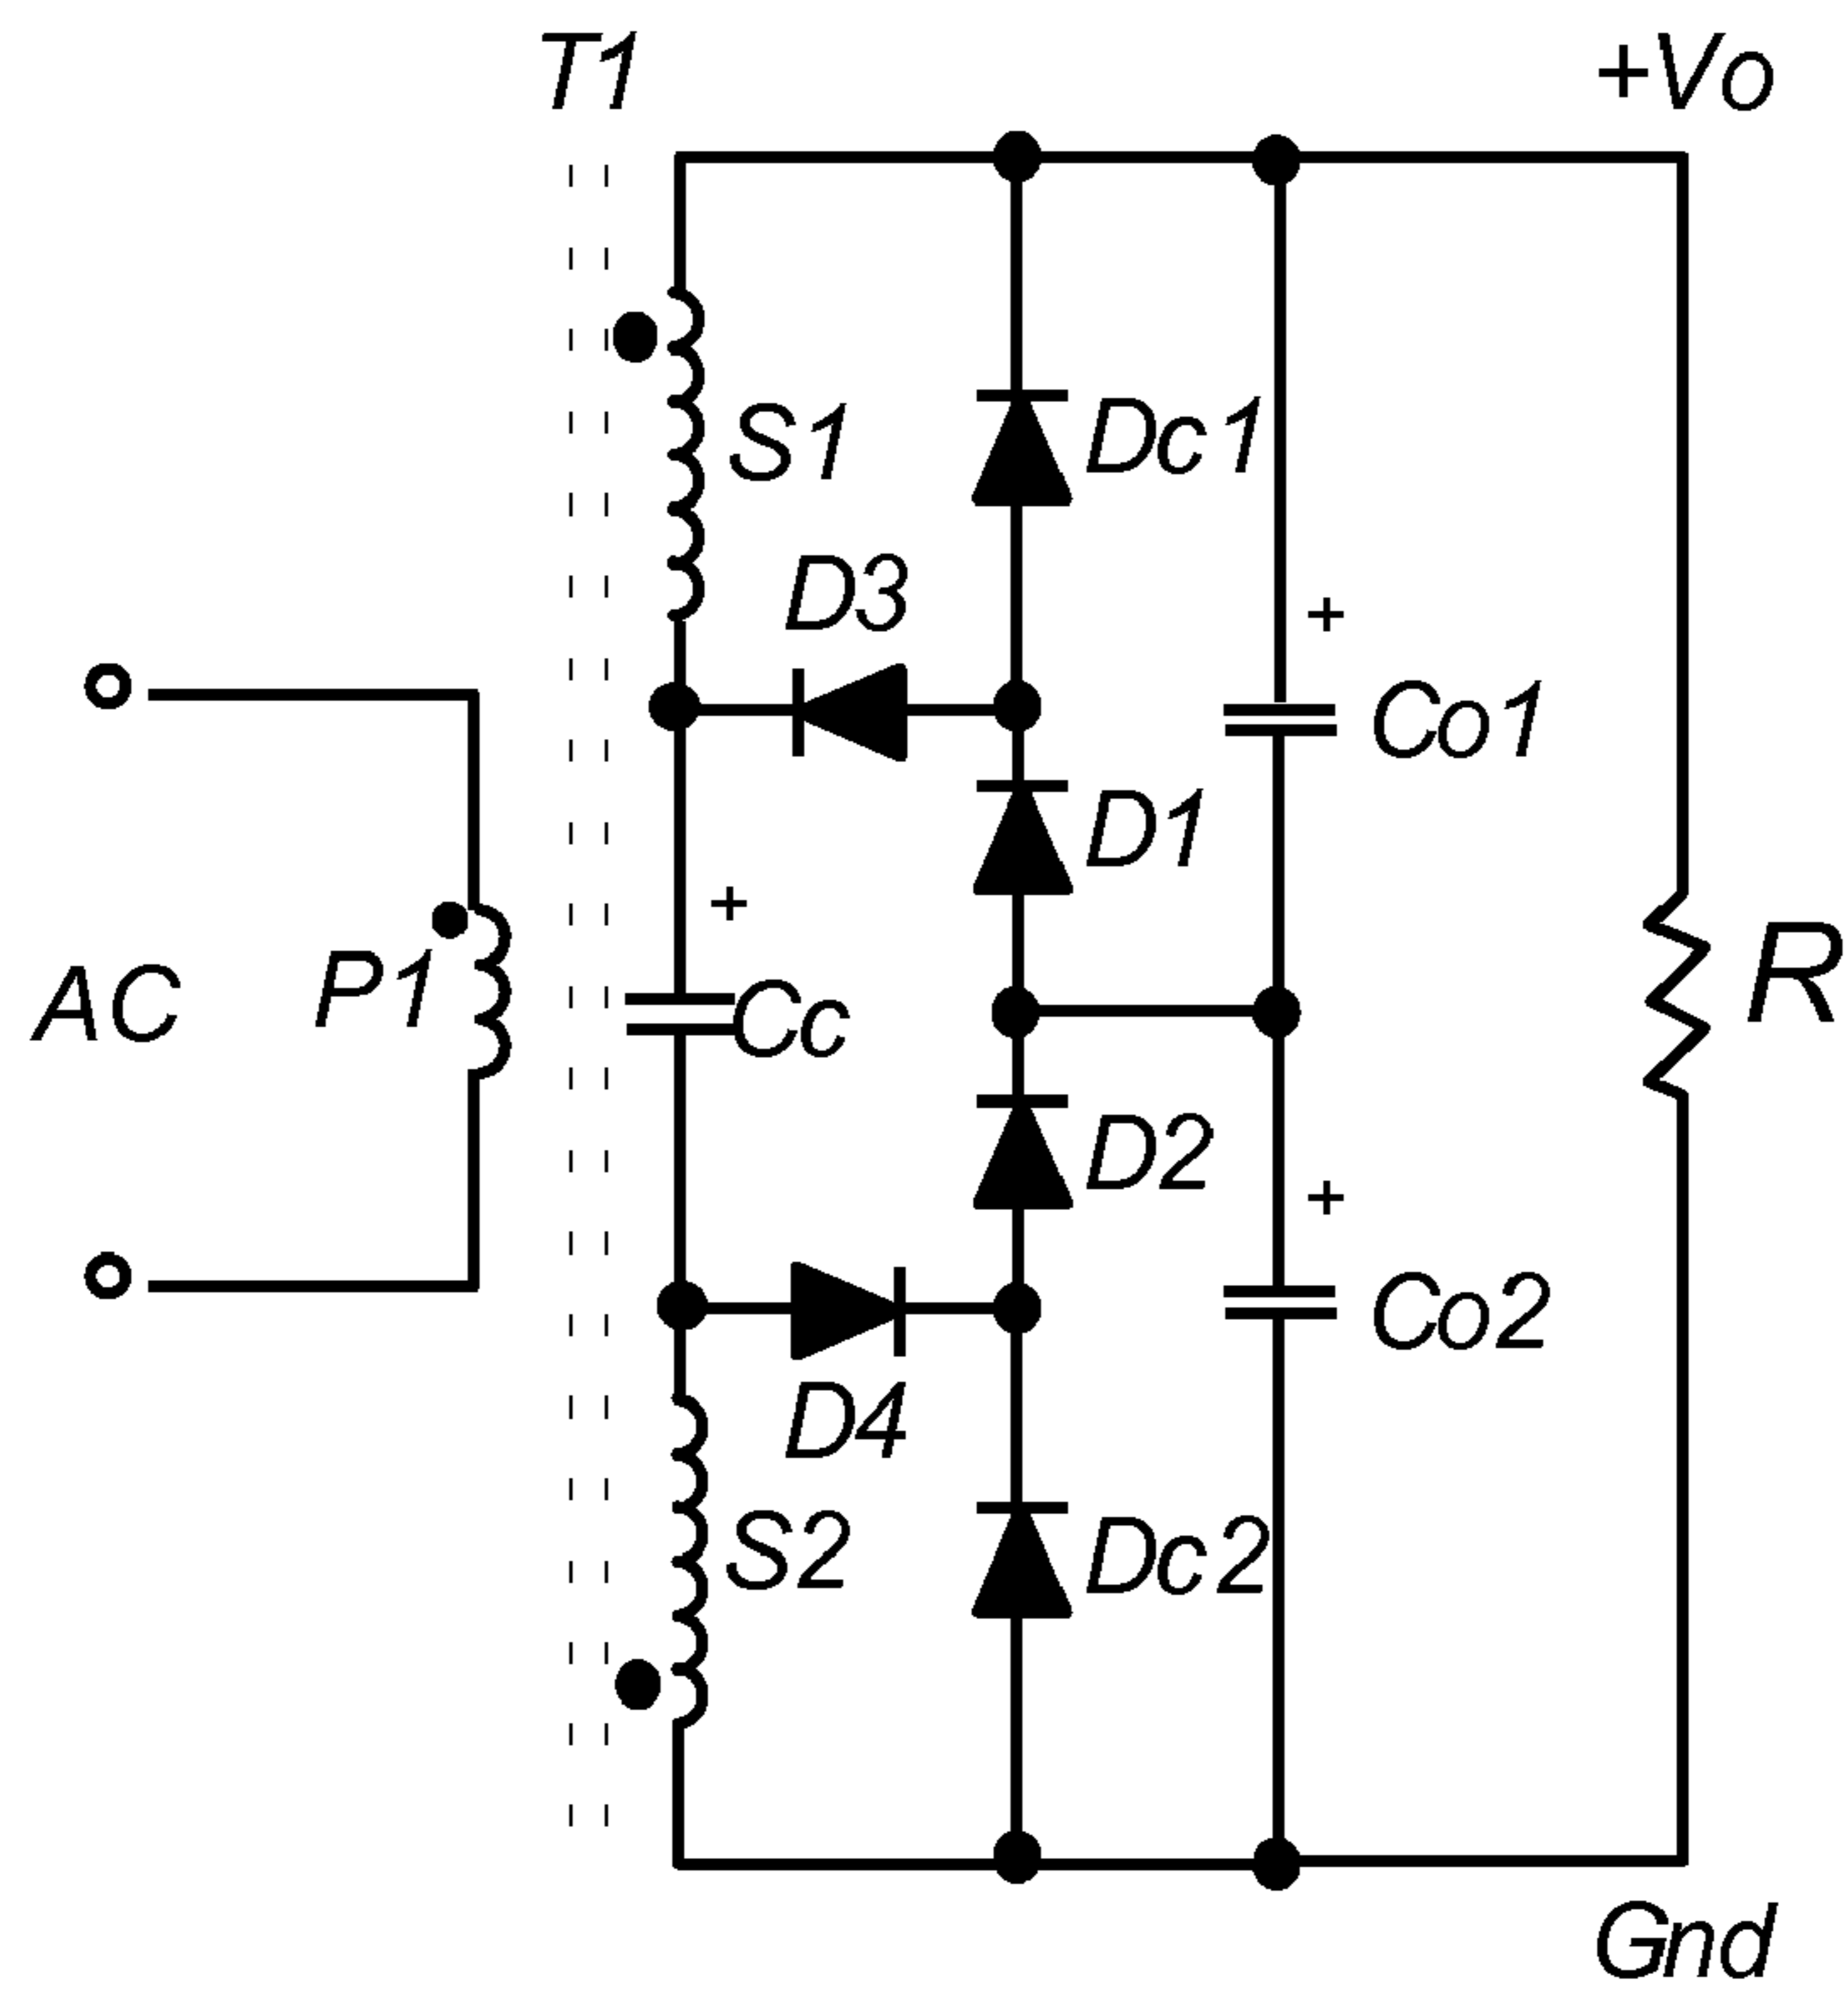 T1
+Vo
S1
Dc1
D3
+
Co1
D1
+
AC
P1
Cc
R
D2
+
Co2
D4
S2
Dc2
Gnd